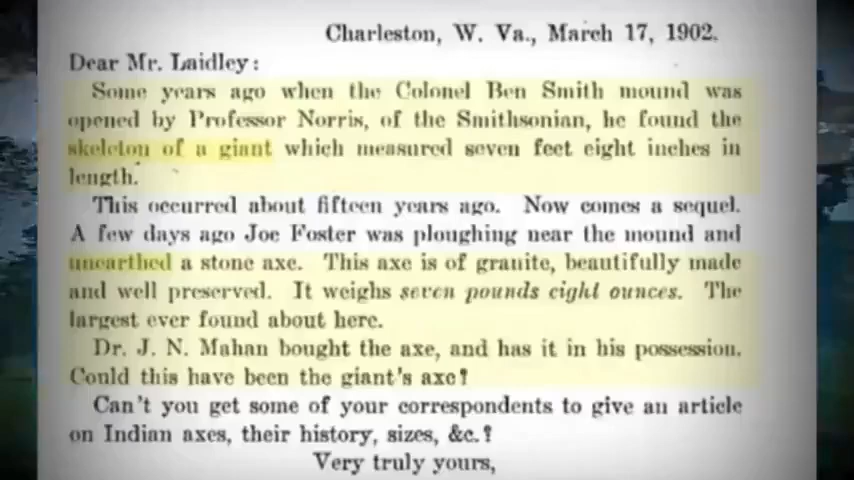 Charleston, W. Va., March 17, 1902.
Dear Mr. Laidley:
Some years ago when the Colonel Ben Smith mound was
opened by Professor Norris, of the Smithsonian, he found the
skeleton of a giant which measured seven feet eight inches in
length.
This occurred about fifteen years ago. Now comes a sequel.
A few days ago Joe Foster was ploughing near the mound and
unearthed a stone axe. This axe is of granite, beautifully made
and well preserved. It weighs seven pounds eight ounces. The
largest ever found about here.
Dr. J. N. Mahan bought the axe, and has it in his possession.
Could this have been the giant's axe?
Can't you get some of your correspondents to give an article
on Indian axes, their history, sizes, &c.?
Very truly yours,